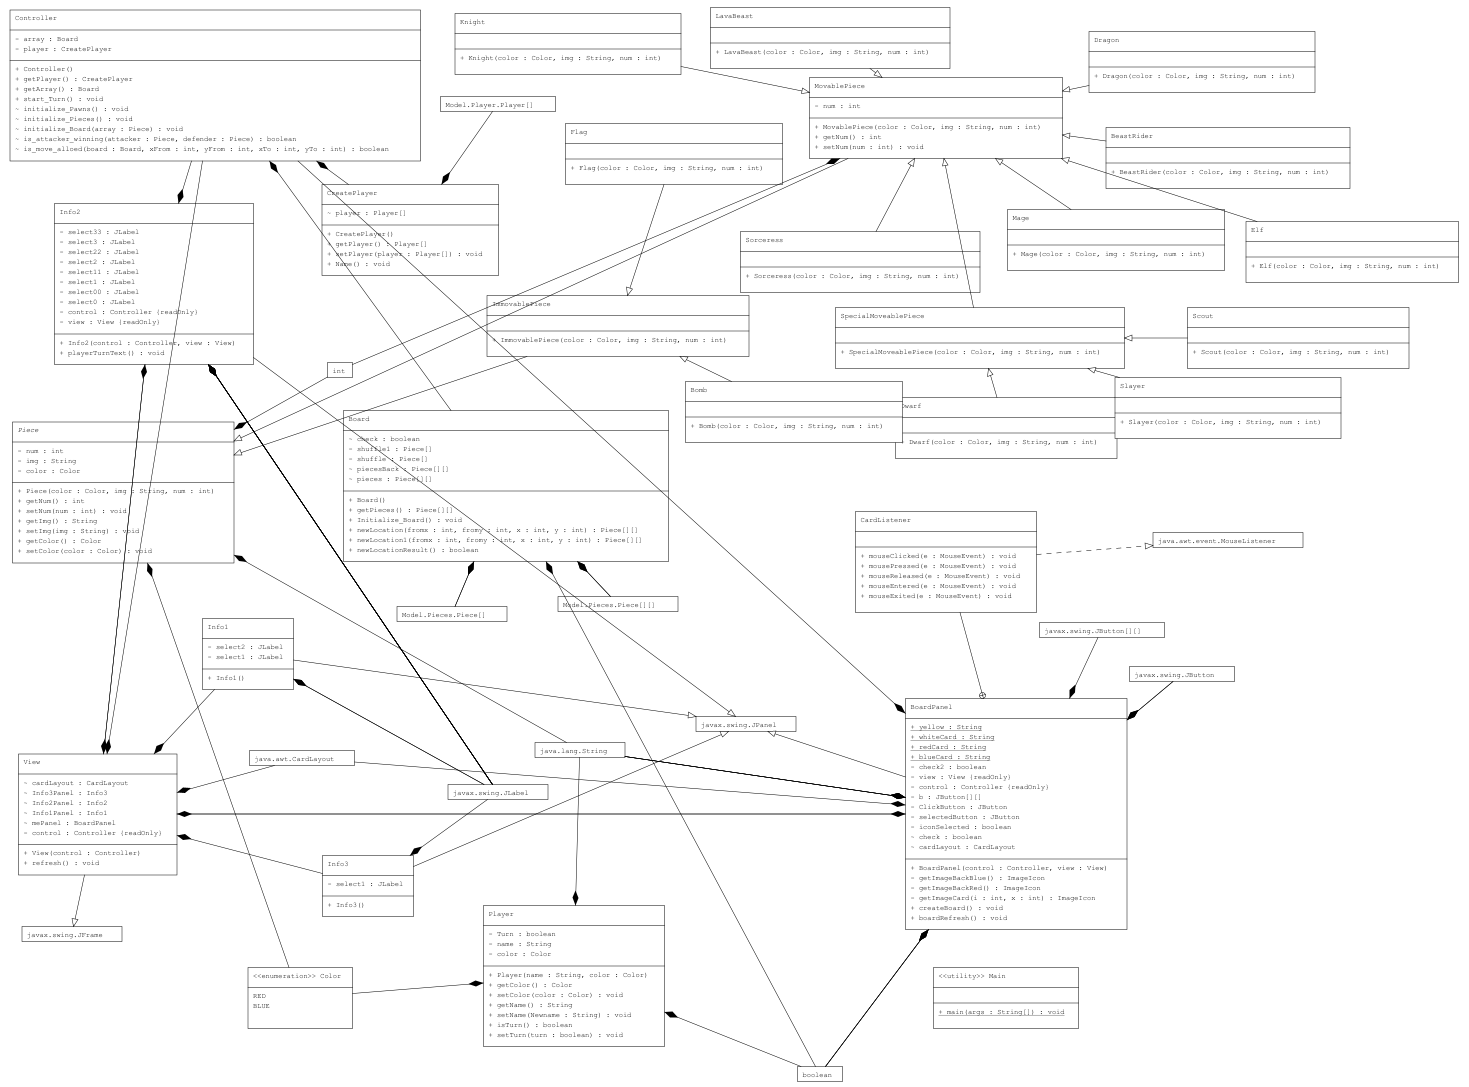 Controller
- array : Board
- player : CreatePlayer
+ Controller()
+ getPlayer() : CreatePlayer
+ getArray() : Board
+ start_Turn() : void
~ initialize_Pawns() : void
~ initialize_Pieces() : void
~ initialize_Board(array : Piece) : void
~ is_attacker_winning(attacker : Piece, defender : Piece) : boolean
~ is_move_alloed(board : Board, xFrom : int, yFrom : int, xTo : int, yTo : int) : boolean
Knight
+ Knight(color : Color, img : String, num : int)
LavaBeast
+ LavaBeast(color : Color, img : String, num : int)
Dragon
+ Dragon(color : Color, img : String, num : int)
MovablePiece
- num : int
+ MovablePiece(color : Color, img : String, num : int)
+ getNum() : int
+ setNum(num : int) : void
Model.Player.Player[]
Flag
+ Flag(color : Color, img : String, num : int)
BeastRider
+ BeastRider(color : Color, img : String, num : int)
CreatePlayer
~ player : Player[]
+ CreatePlayer()
+ getPlayer() : Player[]
+ setPlayer(player : Player[]) : void
+ Name() : void
Info2
- select33 : JLabel
- select3 : JLabel
- select22 : JLabel
- select2 : JLabel
- select11 : JLabel
- select1 : JLabel
- select00 : JLabel
- select0 : JLabel
- control : Controller {readOnly}
- view : View {readOnly}
+ Info2(control : Controller, view : View)
+ playerTurnText() : void
Sorceress
+ Sorceress(color : Color, img : String, num : int)
Mage
+ Mage(color : Color, img : String, num : int)
Elf
+ Elf(color : Color, img : String, num : int)
ImmovablePiece
+ ImmovablePiece(color : Color, img : String, num : int)
SpecialMoveablePiece
+ SpecialMoveablePiece(color : Color, img : String, num : int)
Scout
+ Scout(color : Color, img : String, num : int)
int
Bomb
+ Bomb(color : Color, img : String, num : int)
Dwarf
Dwarf(color : Color, img : String, num : int)
Slayer
+ Slayer(color : Color, img : String, num : int)
Piece
- num : int
- img : String
- color : Color
+ Piece(color : Color, img : String, num : int)
+ getNum() : int
+ setNum(num : int) : void
+ getImg() : String
+ setImg(img : String) : void
+ getColor() : Color
+ setColor(color : Color) : void
Board
- check : boolean
~ shuffle1 : Piece[]
~ shuffle : Piece[]
~ piecesBack : Piece[][]
~ pieces : Piece[][]
+ Board()
+ getPieces() : Piece[][]
+ Initialize_Board() : void
+ newLocation(fromx : int, fromy : int, x : int, y : int) : Piece[][]
+ newLocation1(fromx : int, fromy : int, x : int, y : int) : Piece[][]
+ newLocationResult() : boolean
CardListener
+ mouseClicked(e : MouseEvent) : void
+ mousePressed(e : MouseEvent) : void
+ mouseReleased(e : MouseEvent) : void
+ mouseEntered(e : MouseEvent) : void
+ mouseExited(e : MouseEvent) : void
java.awt.event.MouseListener
Model.Pieces.Piece[]
Model.Pieces.Piece[][]
Info1
- select2 : JLabel
- select1 : JLabel
+ Info1()
javax.swing.JButton[][]
javax.swing.JButton
javax.swing.JPanel
java.lang.String
java.awt.CardLayout
javax.swing.JLabel
BoardPanel
+ yellow : String
+ whiteCard : String
+ redCard : String
+ blueCard : String
- check2 : boolean
- view : View {readOnly}
- control : Controller {readOnly}
- b : JButton[][]
- ClickButton : JButton
- selectedButton : JButton
- iconSelected : boolean
- check : boolean
~ cardLayout : CardLayout
+ BoardPanel(control : Controller, view : View)
- getImageBackBlue() : ImageIcon
- getImageBackRed() : ImageIcon
- getImageCard(i : int, x : int) : ImageIcon
+ createBoard() : void
+ boardRefresh() : void
View
- cardLayout : CardLayout
- Info3Panel : Info3
- Info2Panel : Info2
- Info1Panel : Info1
- mePanel : BoardPanel
- control : Controller {readOnly}
+ View(control : Controller)
+ refresh() : void
Info3
- select1 : JLabel
+ Info3()
javax.swing.JFrame
Player
- Turn : boolean
- name : String
- color : Color
+ Player(name : String, color : Color)
+ getColor() : Color
+ setColor(color : Color) : void
+ getName() : String
+ setName(Newname : String) : void
+ isTurn() : boolean
+ setTurn(turn : boolean) : void
<<enumeration>> Color
RED
BLUE
<<utility>> Main
+ main(args : String[]) : void
boolean